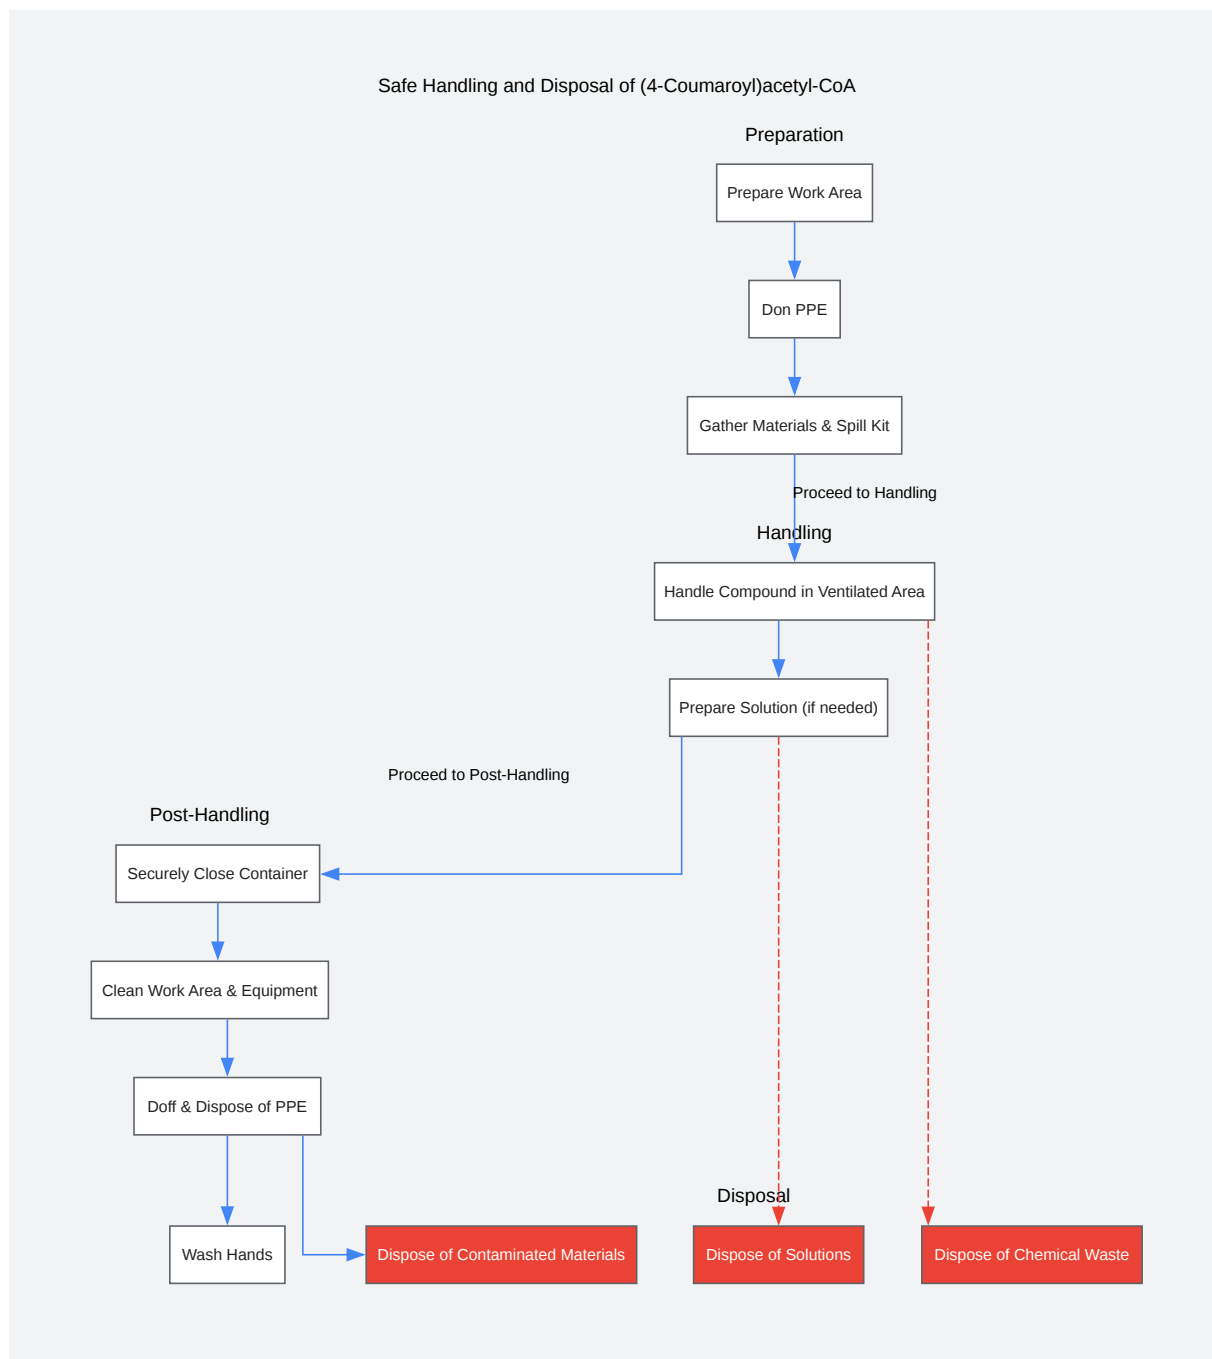 Safe Handling and Disposal of (4-Coumaroyl)acetyl-CoA
Preparation
Prepare Work Area
Don PPE
Gather Materials & Spill Kit
Proceed to Handling
Handling
Handle Compound in Ventilated Area
Prepare Solution (if needed)
Proceed to Post-Handling
Post-Handling
Securely Close Container
Clean Work Area & Equipment
Doff & Dispose of PPE
Disposal
Wash Hands
Dispose of Contaminated Materials
Dispose of Solutions
Dispose of Chemical Waste